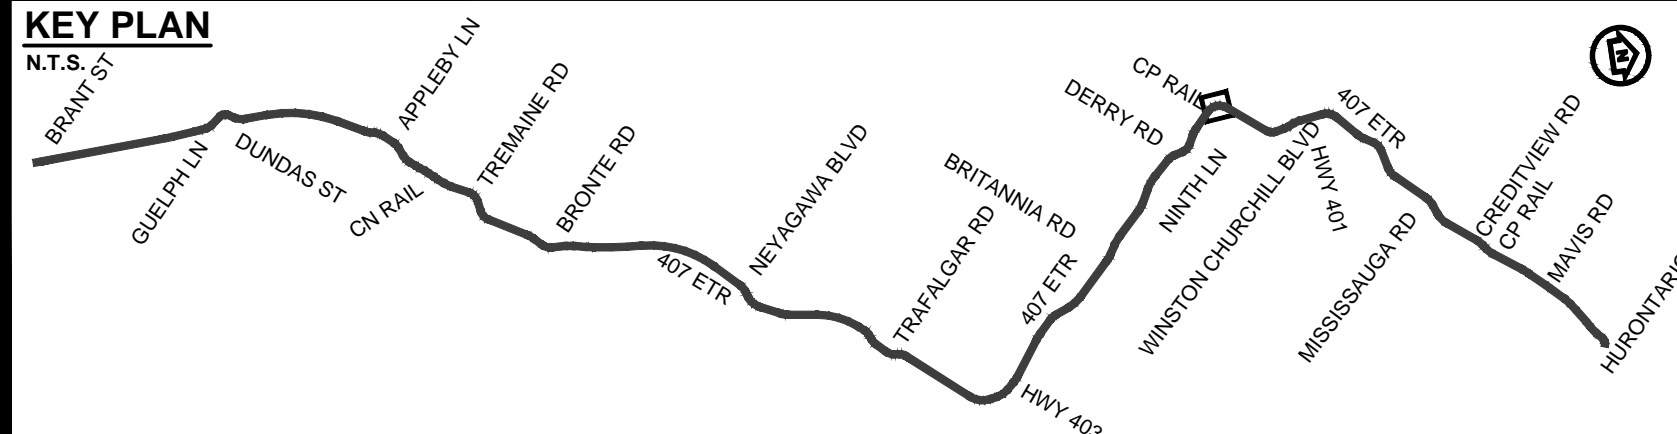 KEY PLAN
N.T.S.
BRANT ST
GUELPH LN
DUNDAS ST
CN RAIL
APPLEBY LN
TREMAINE RD
BRONTE RD
407 ETR
NEYAGAWA BLVD
TRAFALGAR RD
BRITANNIA RD
407 ETR
HWY 403
DERRY RD
CP RAIL
NINTH LN
WINSTON CHURCHILL BLVD
HWY 401
407 ETR
MISSISSAUGA RD
CREDITVIEW RD
CP RAIL
MAVIS RD
HURONTARIO
N